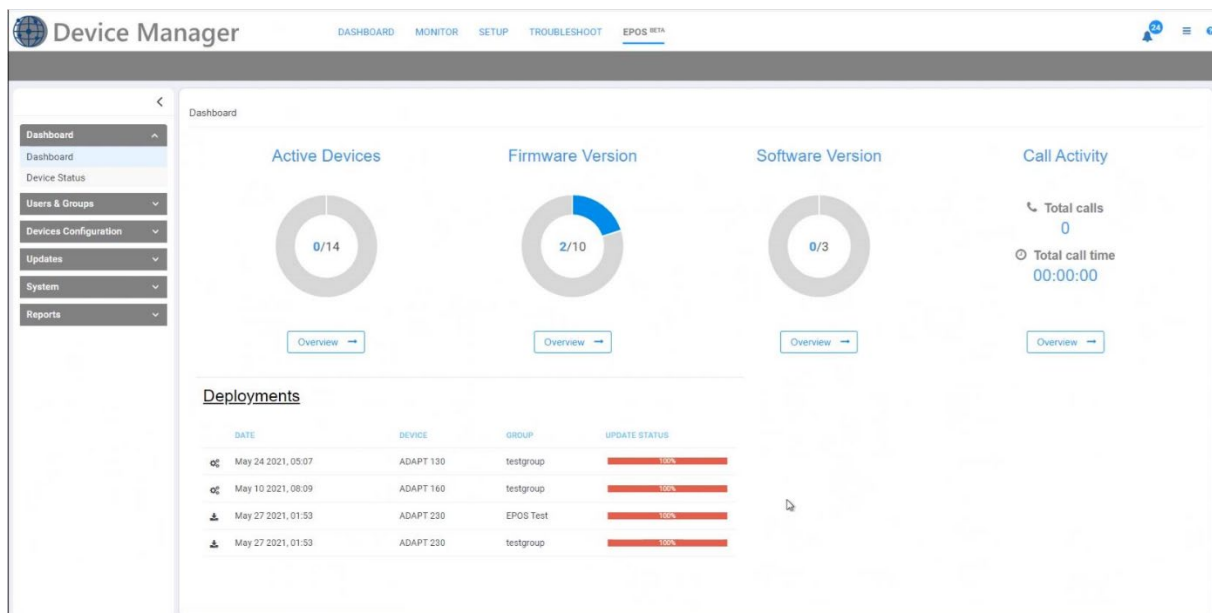 Device Manager
DASHBOARD MONITOR SETUP TROUBLESHOOT EPOS BETA
24
Dashboard
Dashboard
Device Status
Users & Groups
Devices Configuration
Updates
System
Reports
Dashboard
Active Devices Firmware Version Software Version Call Activity
0/14 2/10 0/3
Total calls
0
Total call time
00:00:00
Overview Overview Overview Overview
Deployments
DATE DEVICE GROUP UPDATE STATUS
May 24 2021, 05:07 ADAPT 130 testgroup 100%
May 10 2021, 08:09 ADAPT 160 testgroup 100%
May 27 2021, 01:53 ADAPT 230 EPOS Test 100%
May 27 2021, 01:53 ADAPT 230 testgroup 100%